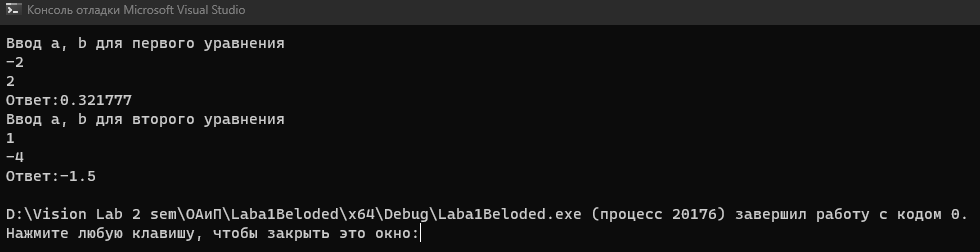 Консоль отладки Microsoft Visual Studio
Ввод a, b для первого уравнения
-2
2
Ответ:0.321777
Ввод a, b для второго уравнения
1
-4
Ответ:-1.5
D:\Vision Lab 2 sem\ОАиП\Laba1Beloded\x64\Debug\Laba1Beloded.exe (процесс 20176) завершил работу с кодом 0.
Нажмите любую клавишу, чтобы закрыть это окно: